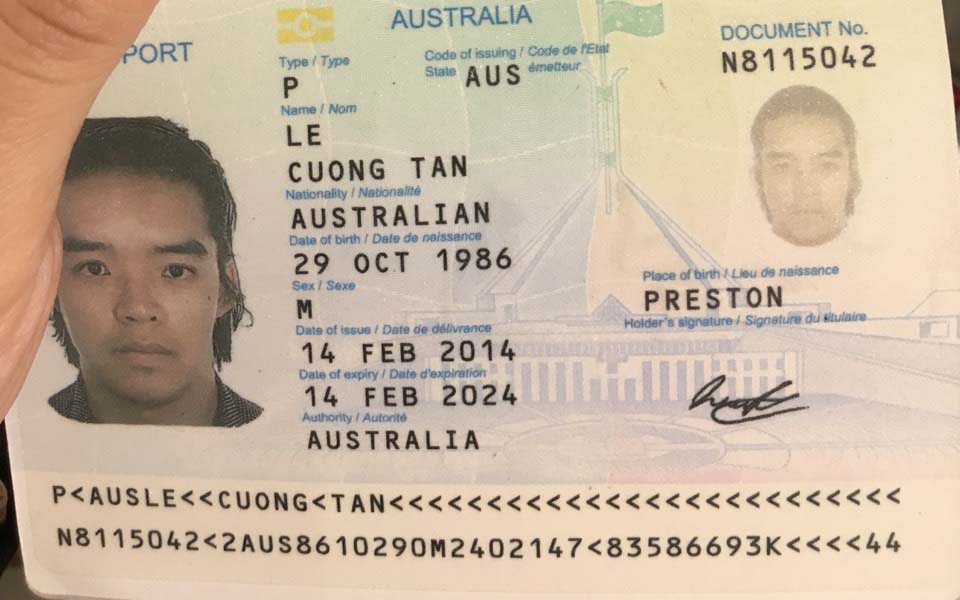 PORT
AUSTRALIA
Type / Type
P
Code of issuing / Code de l'Etat
State AUS émetteur
DOCUMENT No.
N8115042
Name / Nom
LE
CUONG TAN
Nationality / Nationalité
AUSTRALIAN
Date of birth / Date de naissance
29 OCT 1986
Sex / Sexe
M
Place of birth / Lieu de naissance
PRESTON
Date of issue / Date de délivrance
14 FEB 2014
Holder's signature / Signature du titulaire
Date of expiry / Date d'expiration
14 FEB 2024
Authority / Autorité
AUSTRALIA
P<AUSLE<<CUONG<TAN<<<<<<<<<<<<<<<<<<<<<<<<<<
N8115042<2AUS8610290M2402147<83586693K<<<<44